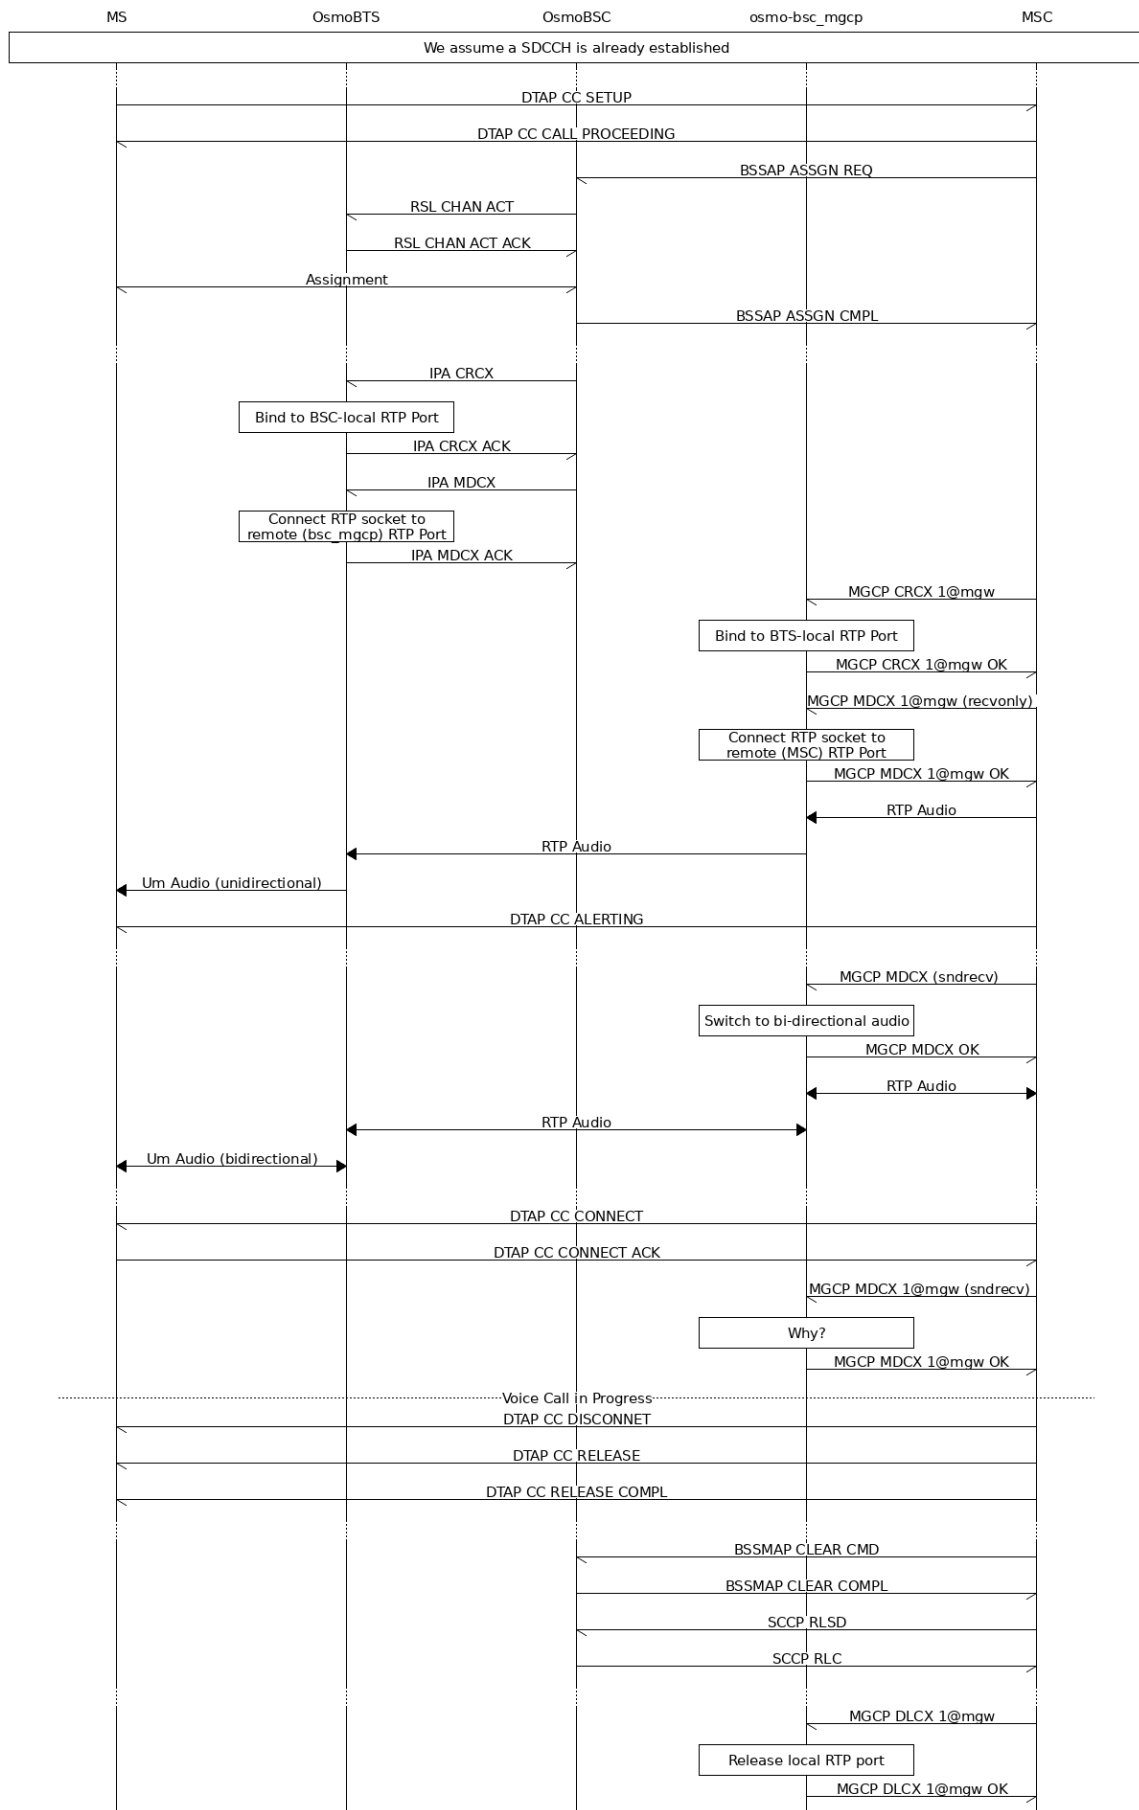 MS OsmoBTS OsmoBSC osmo-bsc_mgcp MSC
We assume a SDCCH is already established
DTAP CC SETUP
DTAP CC CALL PROCEEDING
BSSAP ASSGN REQ
RSL CHAN ACT
RSL CHAN ACT ACK
Assignment
BSSAP ASSGN CMPL
IPA CRCX
Bind to BSC-local RTP Port
IPA CRCX ACK
IPA MDCX
Connect RTP socket to
remote (bsc_mgcp) RTP Port
IPA MDCX ACK
MGCP CRCX 1@mgw
Bind to BTS-local RTP Port
MGCP CRCX 1@mgw OK
MGCP MDCX 1@mgw (recvonly)
Connect RTP socket to
remote (MSC) RTP Port
MGCP MDCX 1@mgw OK
RTP Audio
RTP Audio
Um Audio (unidirectional)
DTAP CC ALERTING
MGCP MDCX (sndrecv)
Switch to bi-directional audio
MGCP MDCX OK
RTP Audio
RTP Audio
Um Audio (bidirectional)
DTAP CC CONNECT
DTAP CC CONNECT ACK
MGCP MDCX 1@mgw (sndrecv)
Why?
MGCP MDCX 1@mgw OK
Voice Call in Progress
DTAP CC DISCONNET
DTAP CC RELEASE
DTAP CC RELEASE COMPL
BSSMAP CLEAR CMD
BSSMAP CLEAR COMPL
SCCP RLSD
SCCP RLC
MGCP DLCX 1@mgw
Release local RTP port
MGCP DLCX 1@mgw OK